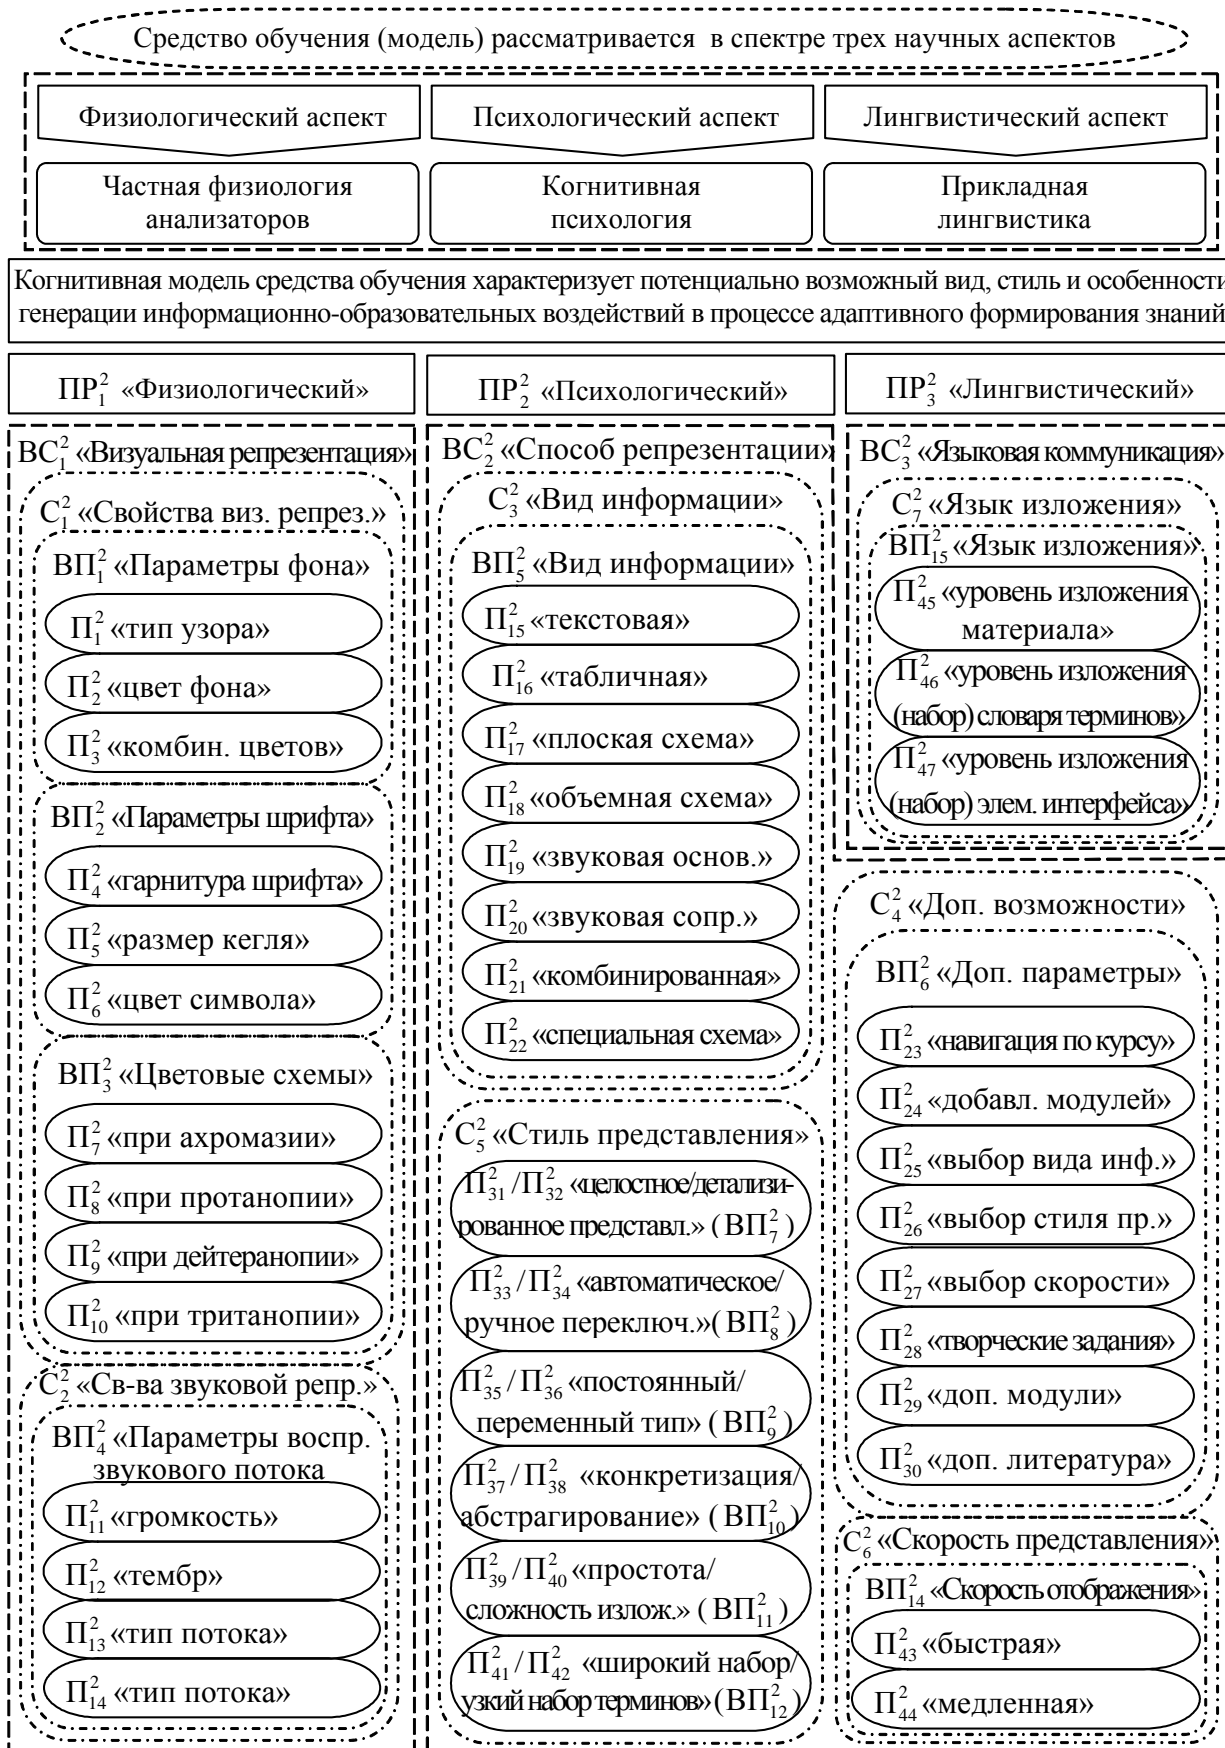 Средство обучения (модель) рассматривается в спектре трех научных аспектов
Физиологический аспект
Психологический аспект
Лингвистический аспект
Частная физиология
анализаторов
Когнитивная
психология
Прикладная
лингвистика
Когнитивная модель средства обучения характеризует потенциально возможный вид, стиль и особенности
генерации информационно-образовательных воздействий в процессе адаптивного формирования знаний
ПР₁² «Физиологический»
ПР₂² «Психологический»
ПР₃² «Лингвистический»
ВС₁² «Визуальная репрезентация»
С₁² «Свойства виз. репрез.»
ВП₁² «Параметры фона»
П₁² «тип узора»
П₂² «цвет фона»
П₃² «комбин. цветов»
ВП₂² «Параметры шрифта»
П₄² «гарнитура шрифта»
П₅² «размер кегля»
П₆² «цвет символа»
ВП₃² «Цветовые схемы»
П₇² «при ахромазии»
П₈² «при протанопии»
П₉² «при дейтеранопии»
П₁₀² «при тританопии»
С₂² «Св-ва звуковой репр.»
ВП₄² «Параметры воспр.
звукового потока
П₁₁² «громкость»
П₁₂² «тембр»
П₁₃² «тип потока»
П₁₄² «тип потока»
ВС₂² «Способ репрезентации»
С₃² «Вид информации»
ВП₅² «Вид информации»
П₁₅² «текстовая»
П₁₆² «табличная»
П₁₇² «плоская схема»
П₁₈² «объемная схема»
П₁₉² «звуковая основ.»
П₂₀² «звуковая сопр.»
П₂₁² «комбинированная»
П₂₂² «специальная схема»
С₅² «Стиль представления»
П₃₁² / П₃₂² «целостное/детализи-
рованное представл.» ( ВП₇² )
П₃₃² / П₃₄² «автоматическое/
ручное переключ.» ( ВП₈² )
П₃₅² / П₃₆² «постоянный/
переменный тип» ( ВП₉² )
П₃₇² / П₃₈² «конкретизация/
абстрагирование» ( ВП₁₀² )
П₃₉² / П₄₀² «простота/
сложность излож.» ( ВП₁₁² )
П₄₁² / П₄₂² «широкий набор/
узкий набор терминов» ( ВП₁₂² )
ВС₃² «Языковая коммуникация»
С₇² «Язык изложения»
ВП₁₅² «Язык изложения»
П₄₅² «уровень изложения
материала»
П₄₆² «уровень изложения
(набор) словаря терминов»
П₄₇² «уровень изложения
(набор) элем. интерфейса»
С₄² «Доп. возможности»
ВП₆² «Доп. параметры»
П₂₃² «навигация по курсу»
П₂₄² «добавл. модулей»
П₂₅² «выбор вида инф.»
П₂₆² «выбор стиля пр.»
П₂₇² «выбор скорости»
П₂₈² «творческие задания»
П₂₉² «доп. модули»
П₃₀² «доп. литература»
С₆² «Скорость представления»
ВП₁₄² «Скорость отображения»
П₄₃² «быстрая»
П₄₄² «медленная»